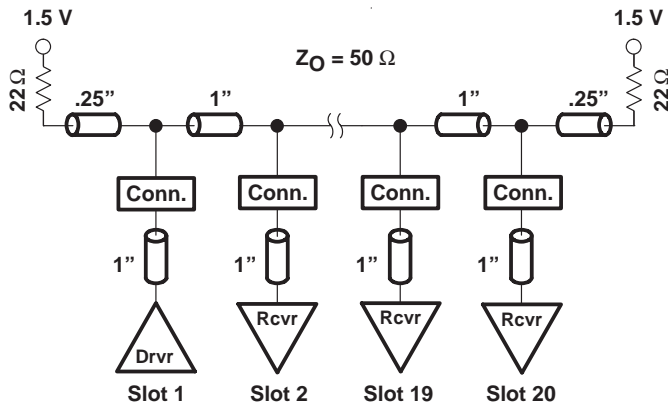 1.5 V
1.5 V
Z_O = 50 Ω
22 Ω
22 Ω
.25”
1”
1”
.25”
Conn.
Conn.
Conn.
Conn.
1”
1”
1”
1”
Drvr
Rcvr
Rcvr
Rcvr
Slot 1
Slot 2
Slot 19
Slot 20